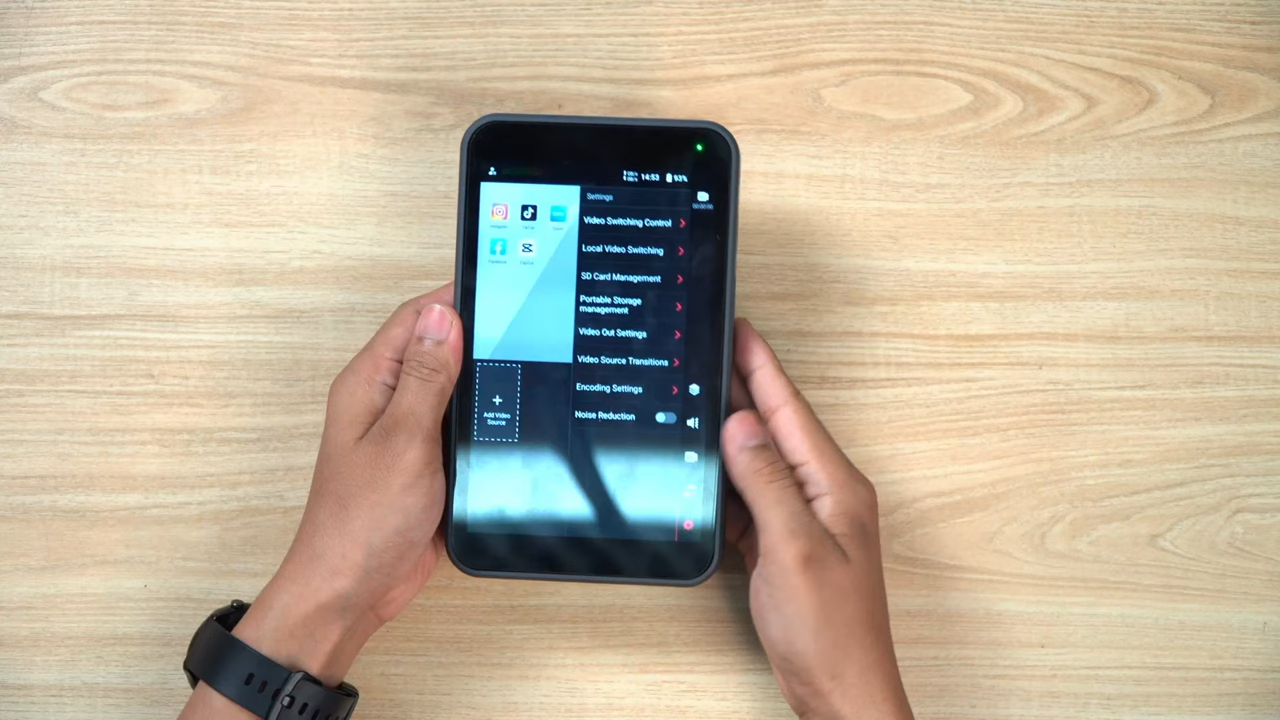 14:53 93%
Settings
Video Switching Control
Local Video Switching
SD Card Management
Portable Storage
management
Video Out Settings
Video Source Transitions
Encoding Settings
Noise Reduction
+
Add Video
Source